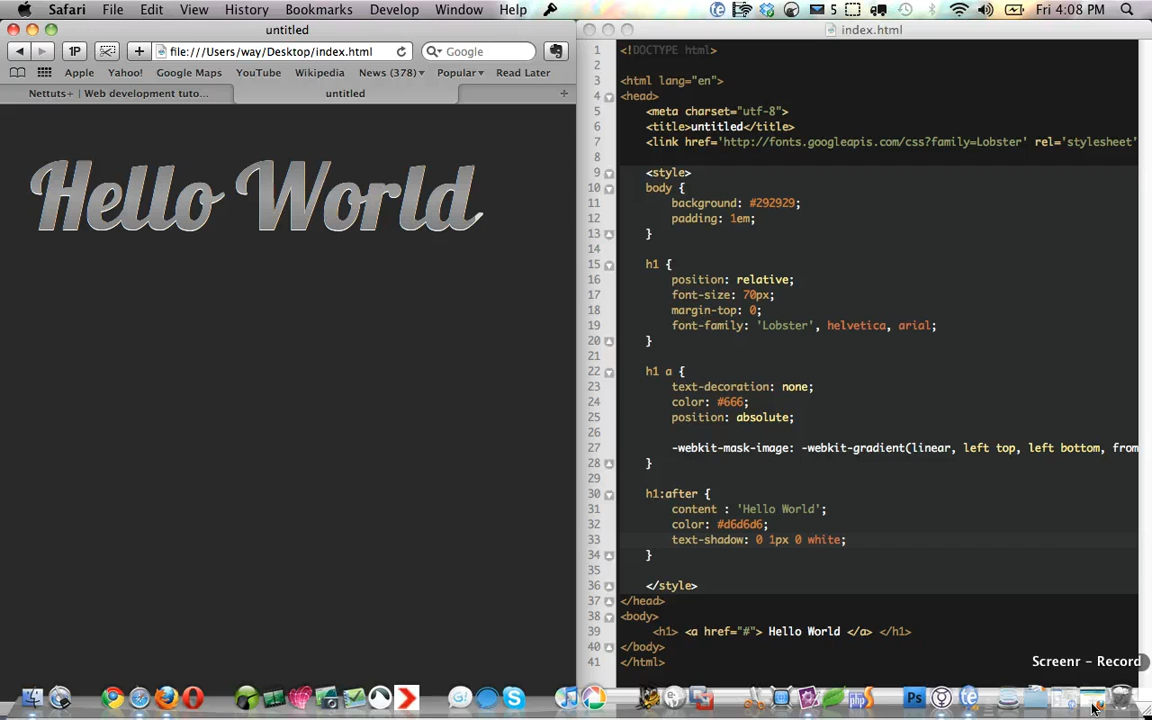 Safari File Edit View History Bookmarks Develop Window Help 5 Fri 4:08 PM
untitled
index.html
1P file:///Users/way/Desktop/index.html Google
Apple Yahoo! Google Maps YouTube Wikipedia News (378) Popular Read Later
Nettuts+ | Web development tuto... untitled
Hello World
1 <!DOCTYPE html>
2
3 <html lang="en">
4 <head>
5 <meta charset="utf-8">
6 <title>untitled</title>
7 <link href='http://fonts.googleapis.com/css?family=Lobster' rel='stylesheet'
8
9 <style>
10 body {
11 background: #292929;
12 padding: 1em;
13 }
14
15 h1 {
16 position: relative;
17 font-size: 70px;
18 margin-top: 0;
19 font-family: 'Lobster', helvetica, arial;
20 }
21
22 h1 a {
23 text-decoration: none;
24 color: #666;
25 position: absolute;
26
27 -webkit-mask-image: -webkit-gradient(linear, left top, left bottom, from
28 }
29
30 h1:after {
31 content : 'Hello World';
32 color: #d6d6d6;
33 text-shadow: 0 1px 0 white;
34 }
35
36 </style>
37 </head>
38 <body>
39 <h1> <a href="#"> Hello World </a> </h1>
40 </body>
41 </html>
Screenr - Record
Ps
php